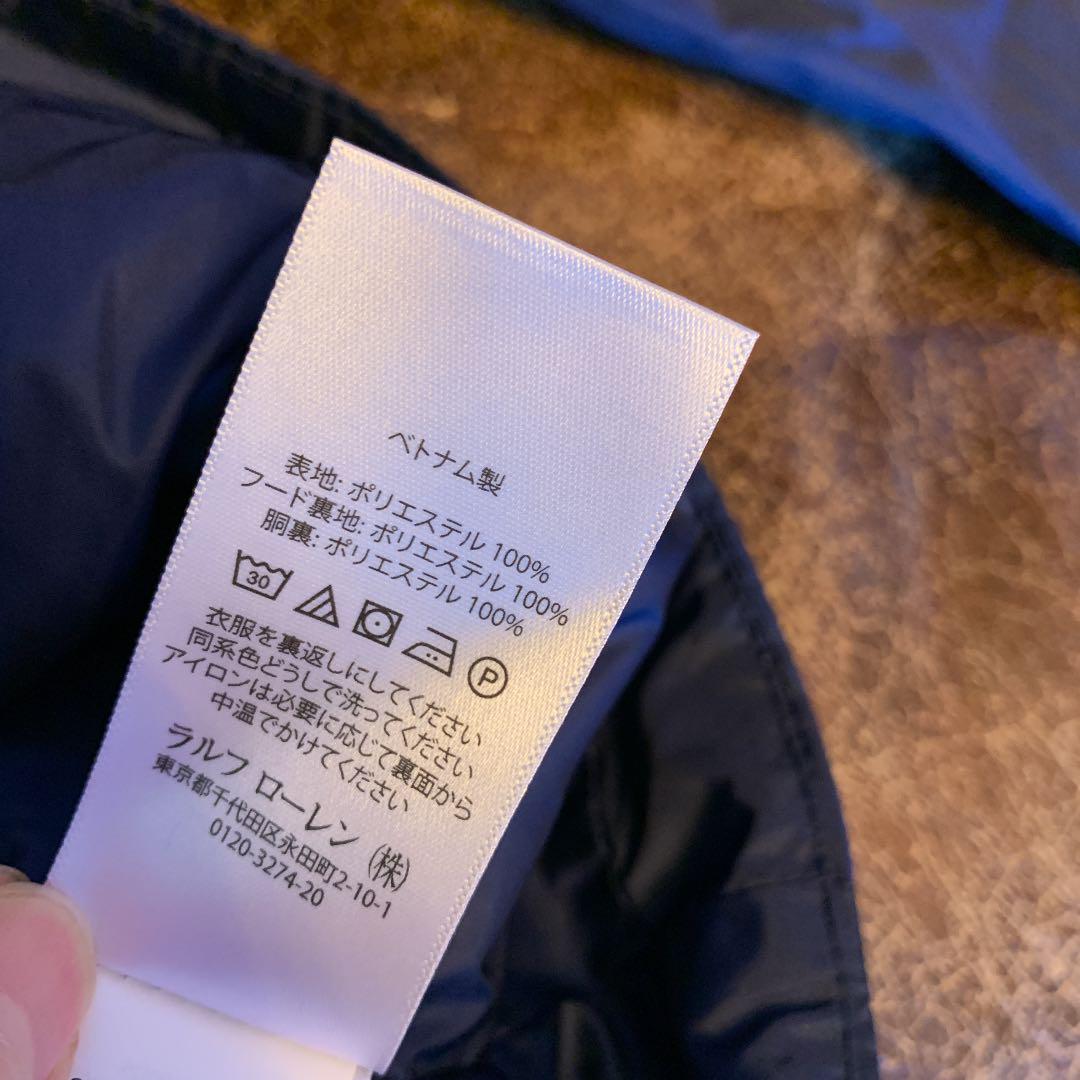 ベトナム製
表地: ポリエステル 100%
フード裏地: ポリエステル 100%
胴裏: ポリエステル 100%
30 P
衣服を裏返しにしてください
同系色どうしで洗ってください
アイロンは必要に応じて裏面から
中温でかけてください
ラルフ ローレン (株)
東京都千代田区永田町2-10-1
0120-3274-20